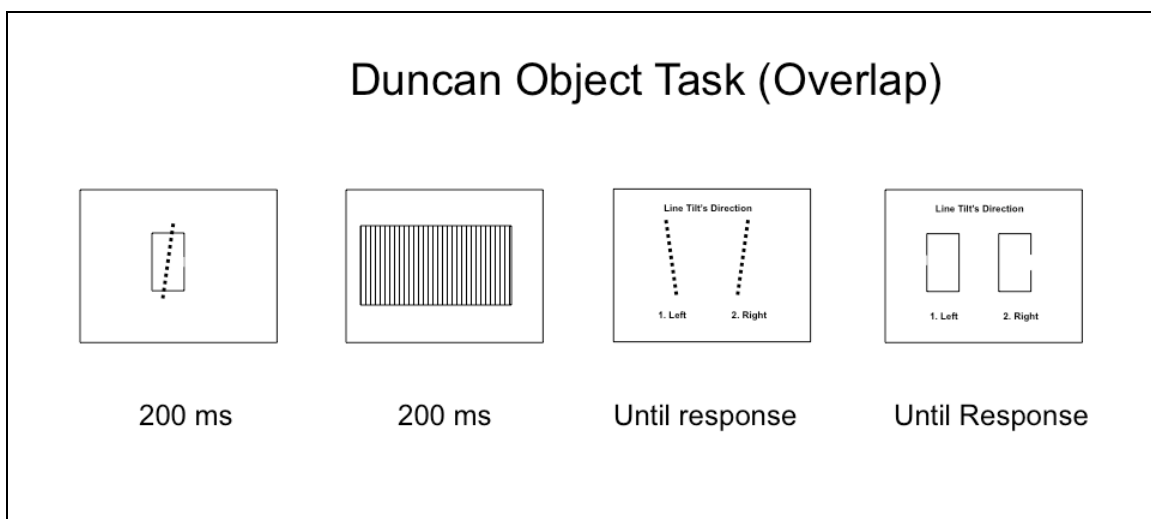 Duncan Object Task (Overlap)
Line Tilt's Direction
1. Left 2. Right
Line Tilt's Direction
1. Left 2. Right
200 ms
200 ms
Until response
Until Response